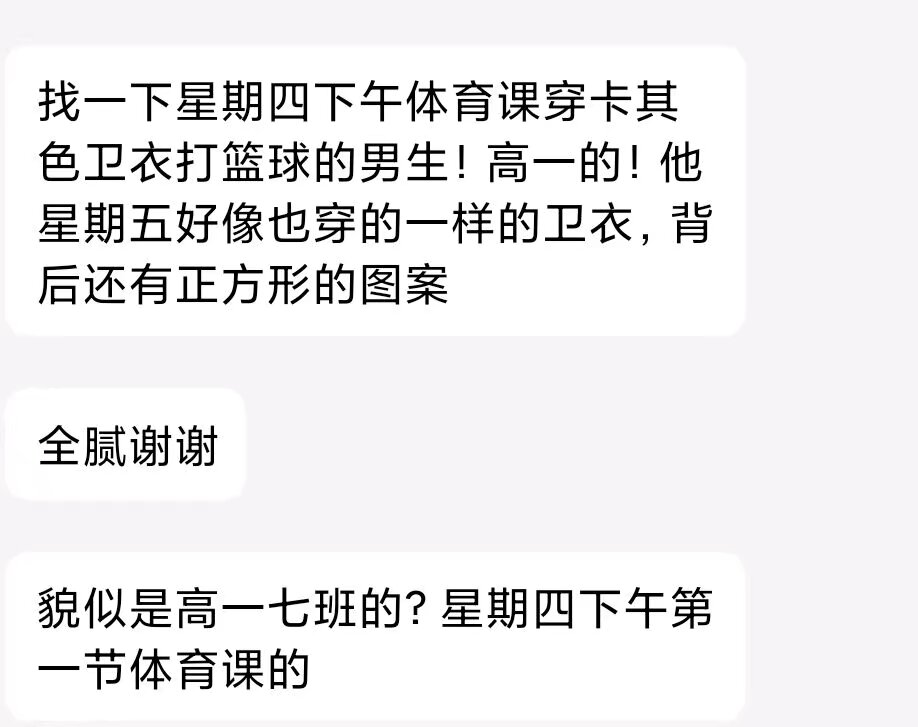 找一下星期四下午体育课穿卡其
色卫衣打篮球的男生！高一的！他
星期五好像也穿的一样的卫衣，背
后还有正方形的图案
全腻谢谢
貌似是高一七班的？星期四下午第
一节体育课的